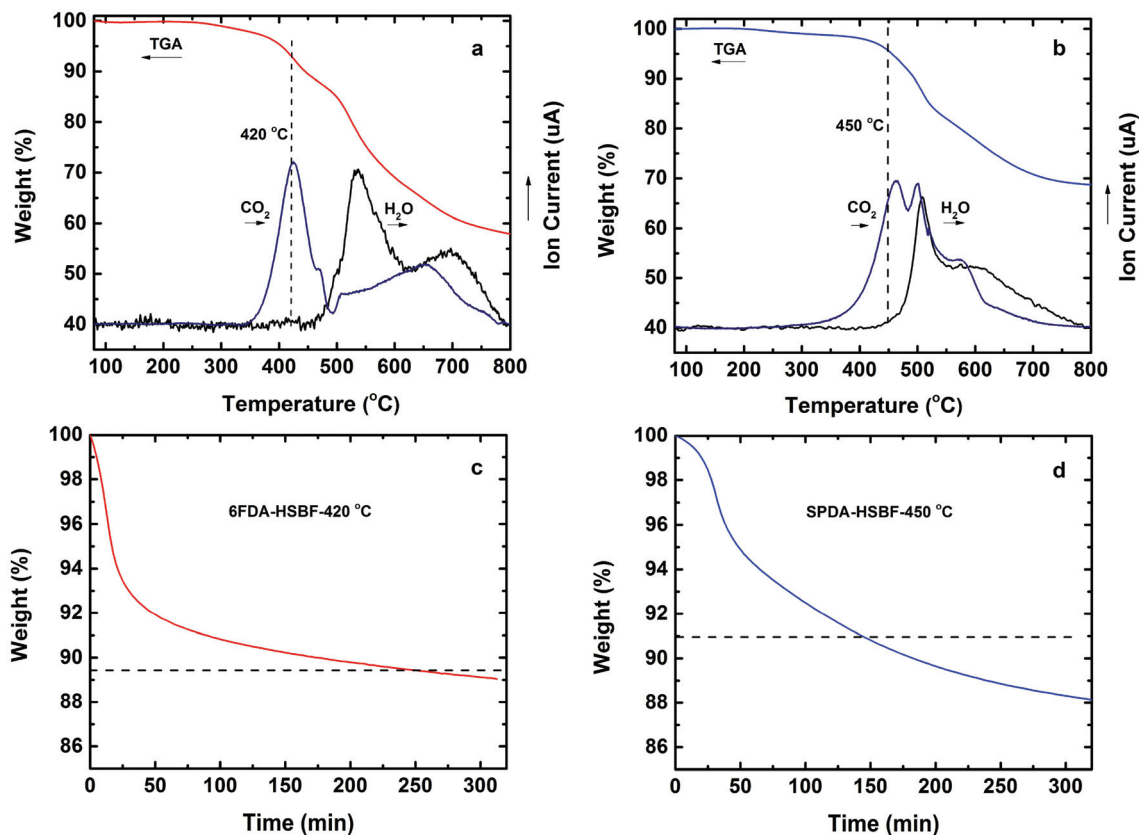 a
TGA
420 °C
CO2
H2O
Weight (%)
Ion Current (uA)
100
90
80
70
60
50
40
100 200 300 400 500 600 700 800
Temperature (°C)
b
TGA
450 °C
CO2
H2O
Weight (%)
Ion Current (uA)
100
90
80
70
60
50
40
100 200 300 400 500 600 700 800
Temperature (°C)
c
6FDA-HSBF-420 °C
Weight (%)
100
98
96
94
92
90
88
86
0 50 100 150 200 250 300
Time (min)
d
SPDA-HSBF-450 °C
Weight (%)
100
98
96
94
92
90
88
86
0 50 100 150 200 250 300
Time (min)